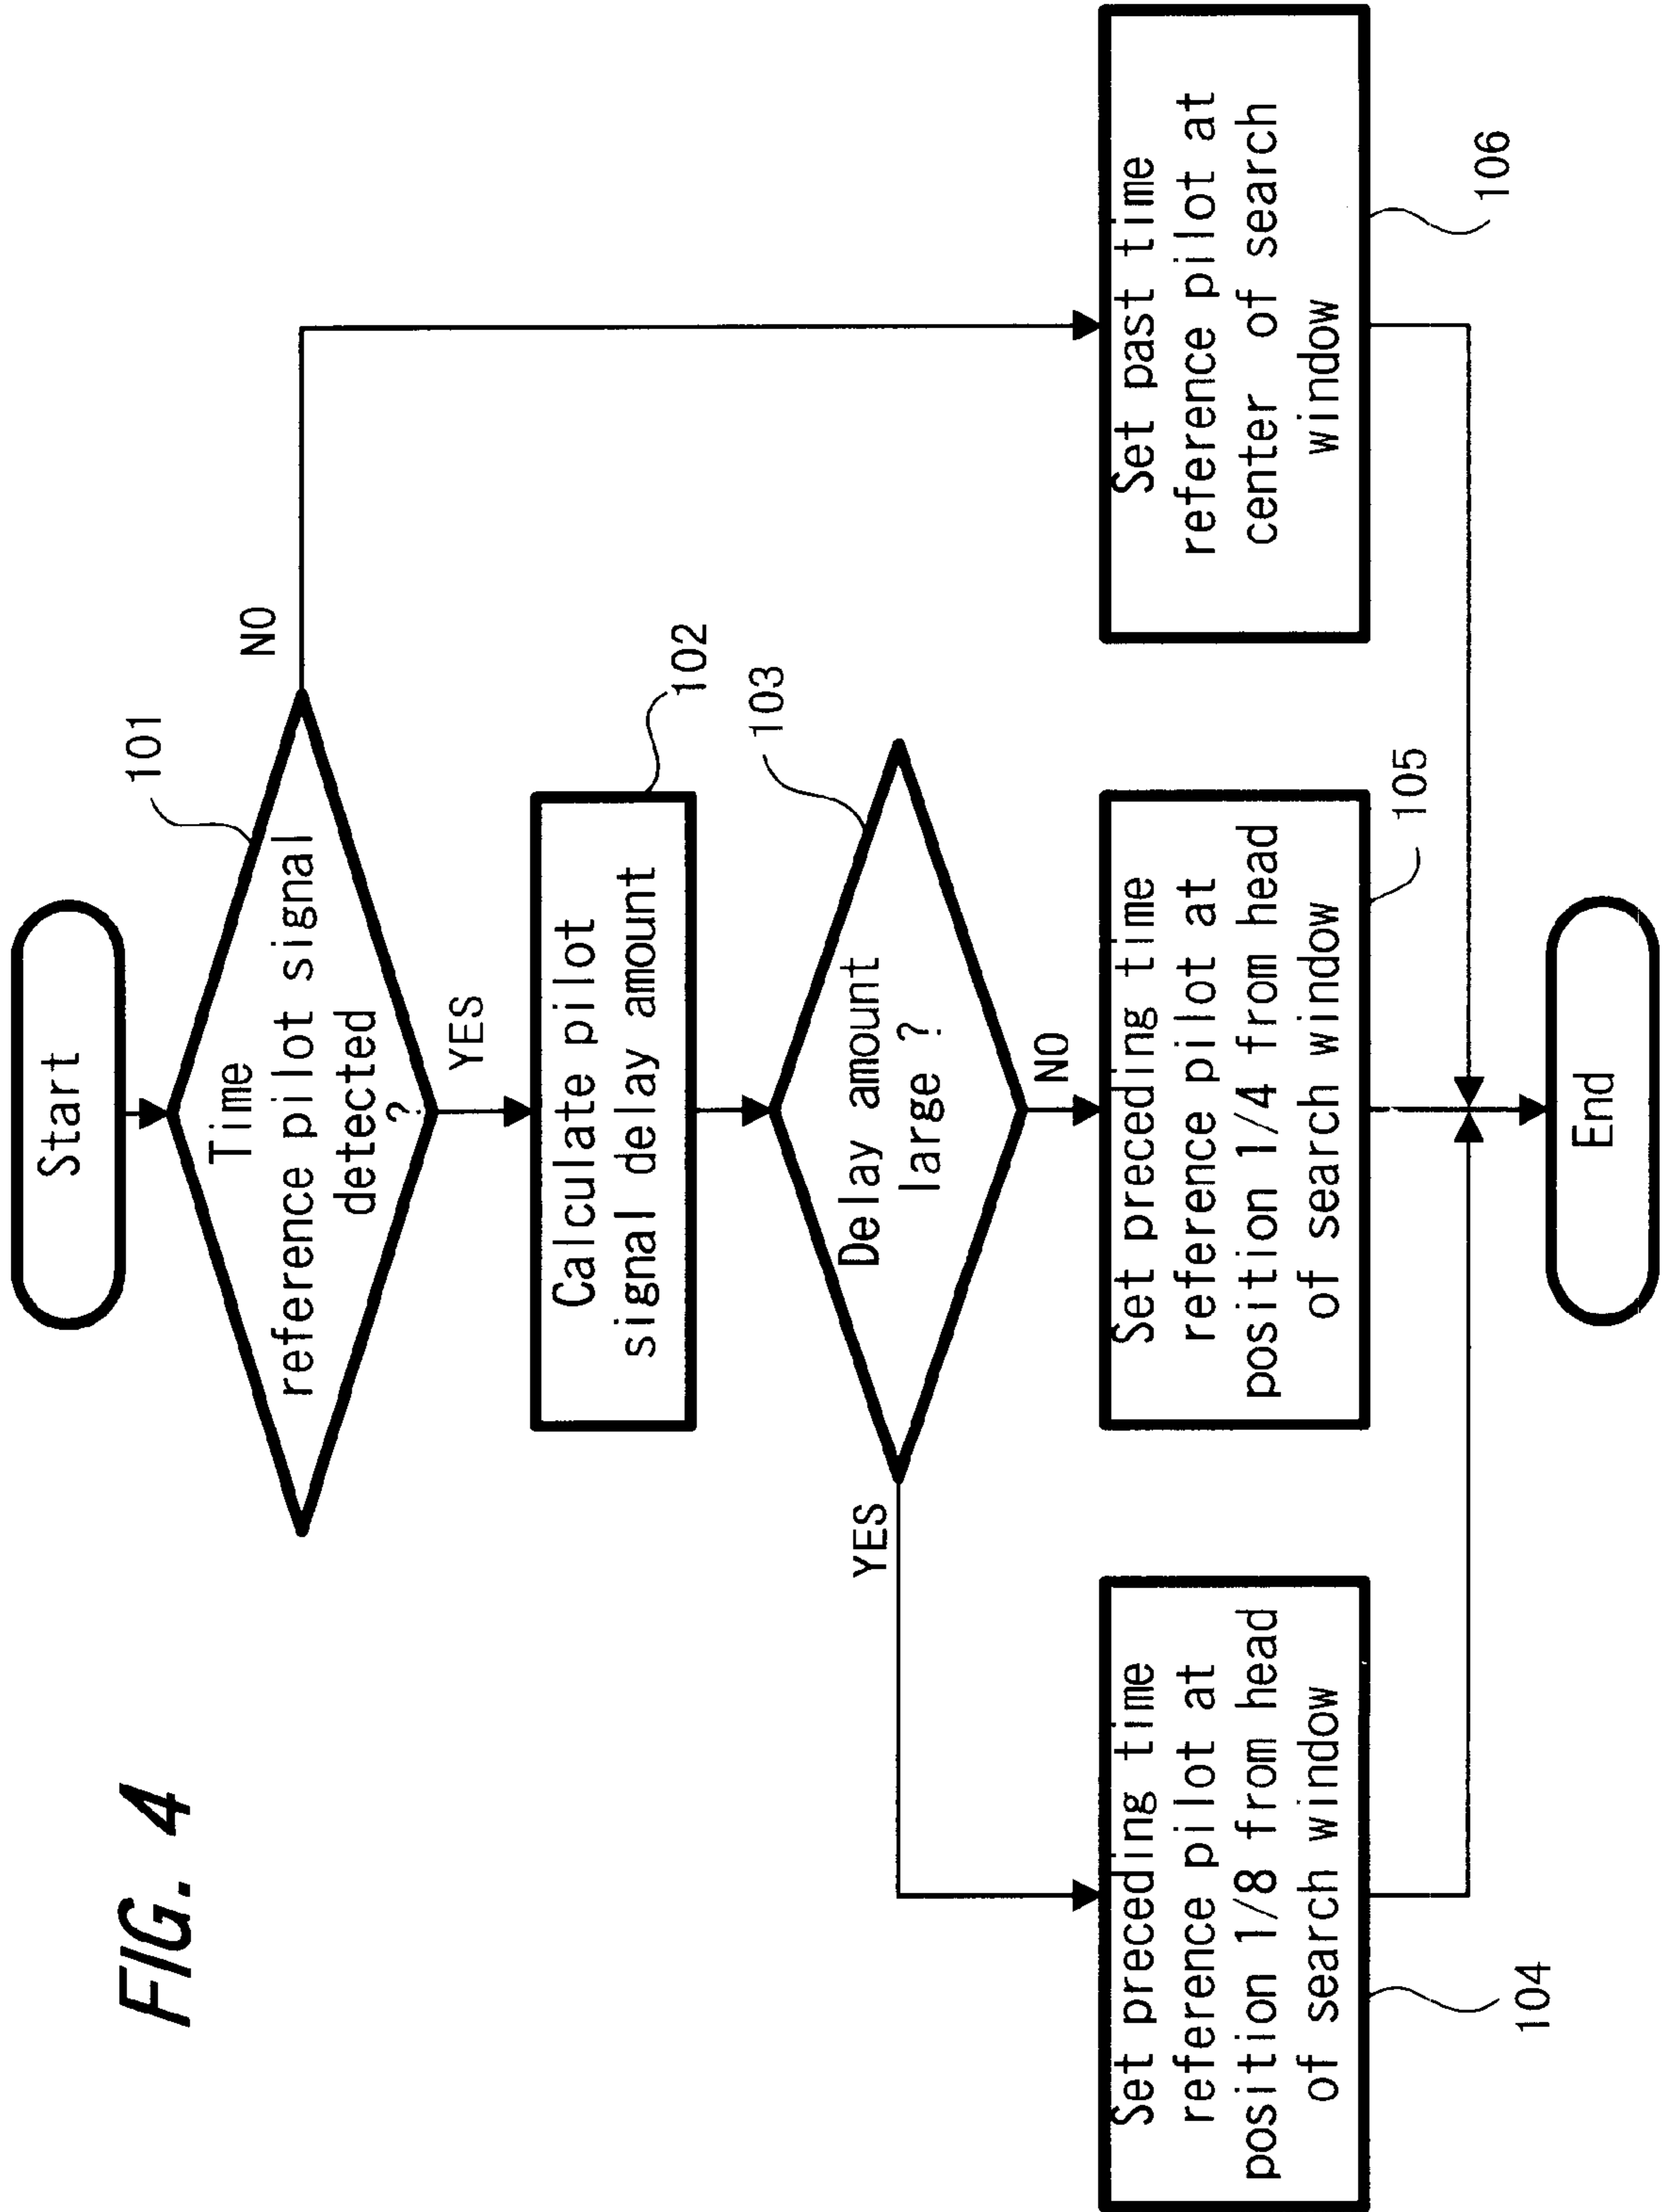 FIG. 4
Start
101
Time
reference pilot signal
detected
?
NO
YES
102
Calculate pilot
signal delay amount
103
Delay amount
large ?
YES
NO
Set preceding time
reference pilot at
position 1/8 from head
of search window
104
Set preceding time
reference pilot at
position 1/4 from head
of search window
105
Set past time
reference pilot at
center of search
window
106
End